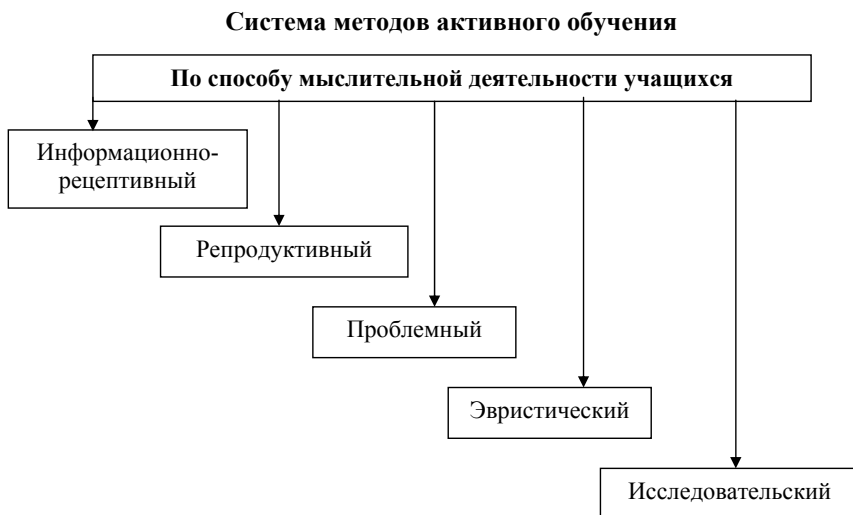 Система методов активного обучения
По способу мыслительной деятельности учащихся
Информационно-
рецептивный
Репродуктивный
Проблемный
Эвристический
Исследовательский